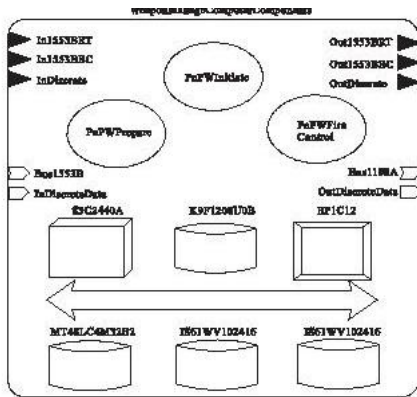 In1553BRT
Out1553BRT
In1553BBC
Out1553BBC
InDiscrete
OutDiscrete
PnPWInitiate
PnPWPrepare
PnPWFire
Control
Bus1553B
InDiscreteData
OutDiscreteData
S3C2440A
K9F1208U0B
EP1C12
MT48LC4M32B2
IS61WV102416
IS61WV102416